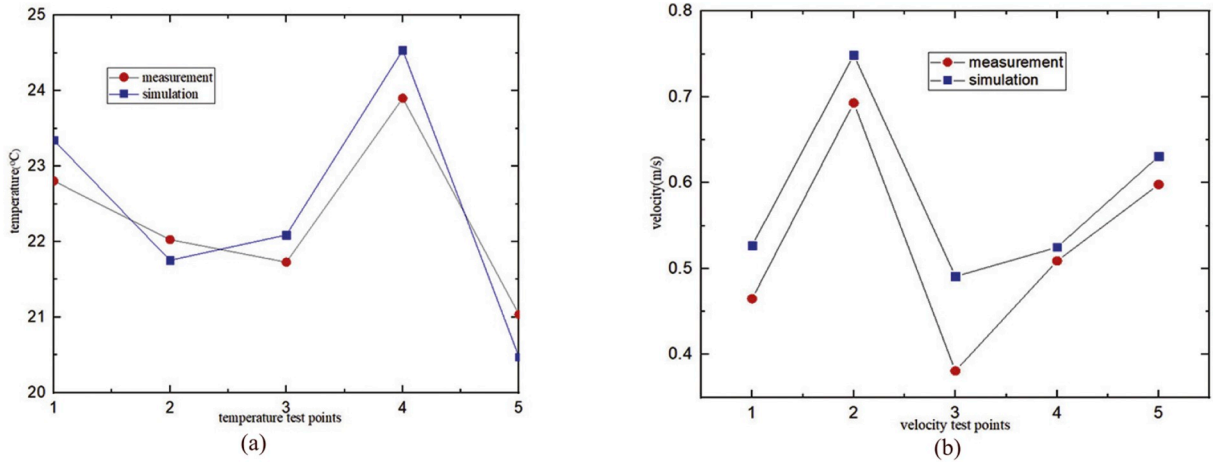 25
24
23
22
21
20
temperature(°C)
measurement
simulation
1 2 3 4 5
temperature test points
(a)
0.8
0.7
0.6
0.5
0.4
velocity(m/s)
measurement
simulation
1 2 3 4 5
velocity test points
(b)